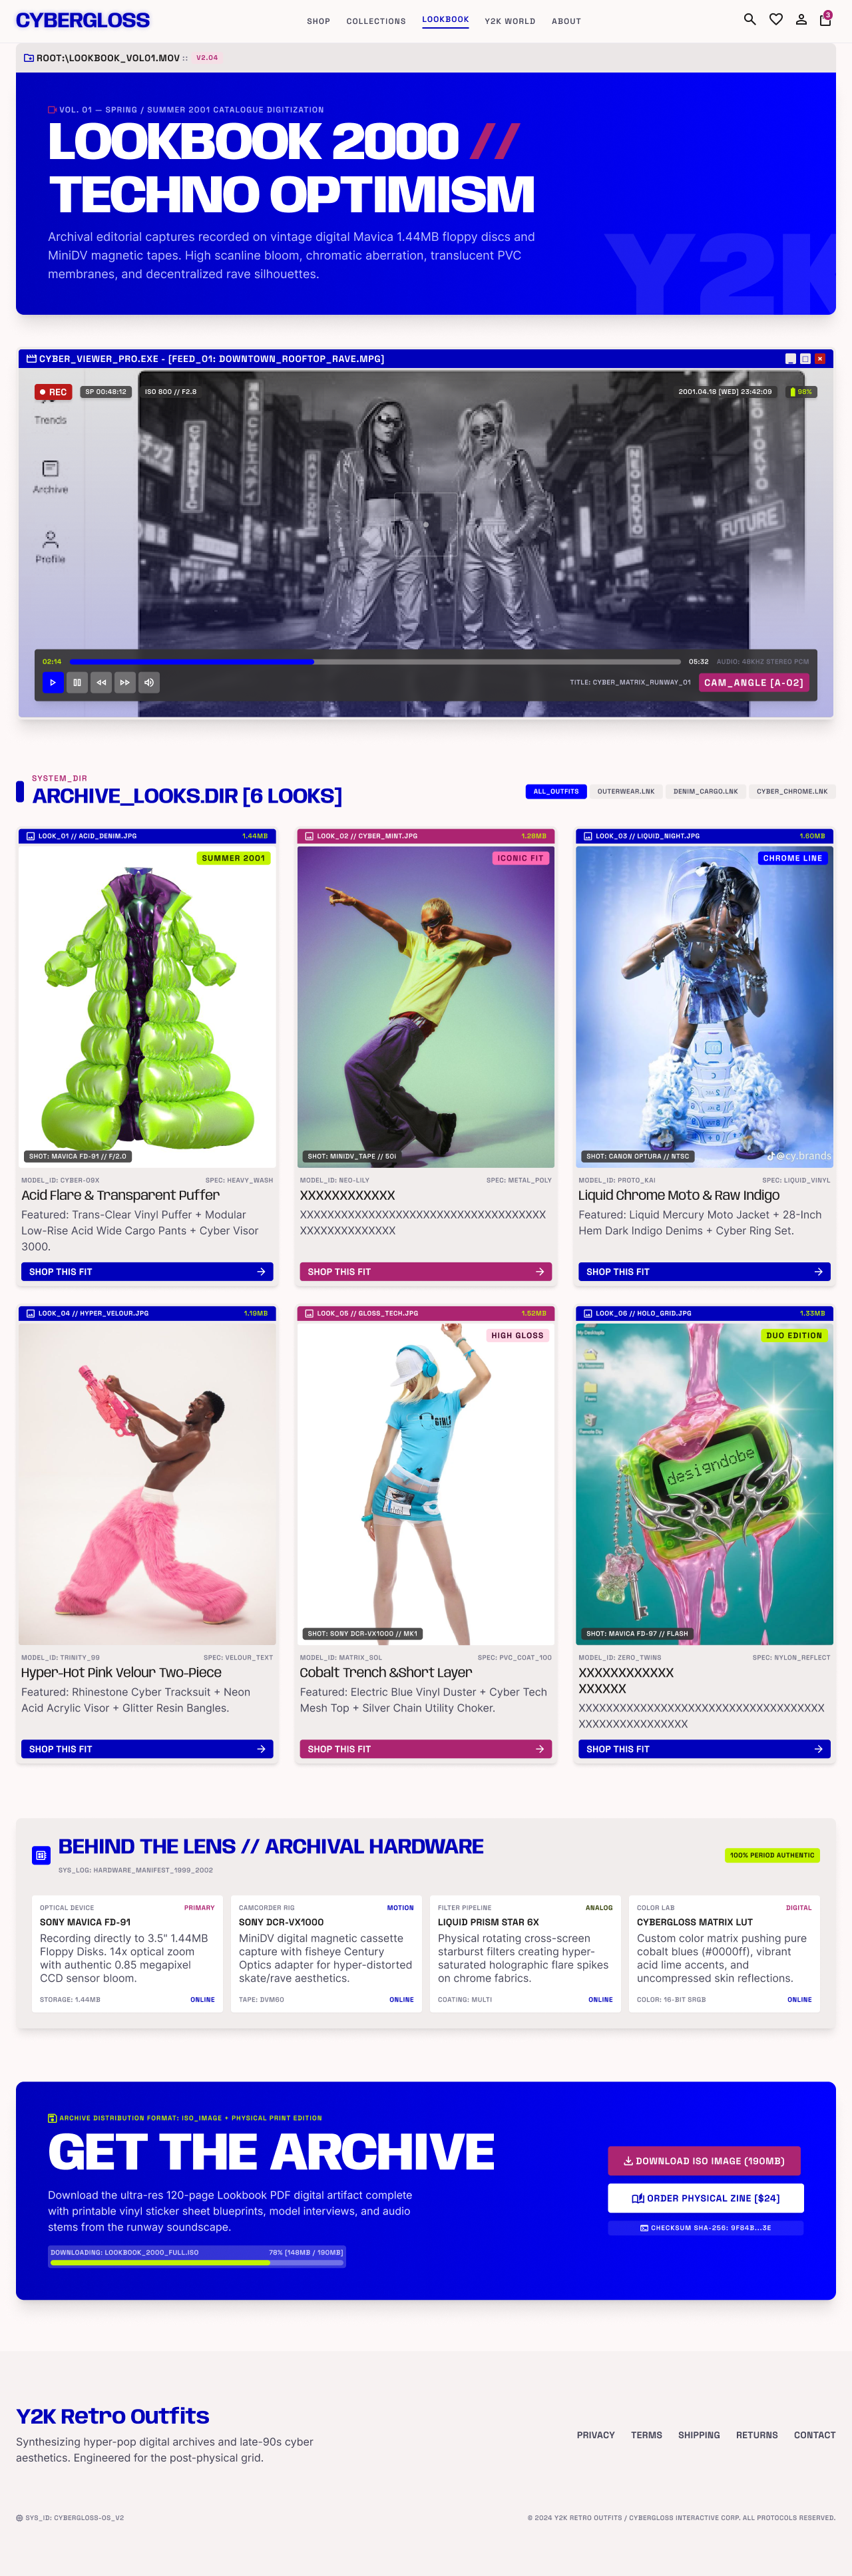 CYBERGLOSS
SHOP COLLECTIONS LOOKBOOK Y2K WORLD ABOUT
3
ROOT:\LOOKBOOK_VOL01.MOV :: V2.04
VOL. 01 — SPRING / SUMMER 2001 CATALOGUE DIGITIZATION
LOOKBOOK 2000 //
TECHNO OPTIMISM
Archival editorial captures recorded on vintage digital Mavica 1.44MB floppy discs and
MiniDV magnetic tapes. High scanline bloom, chromatic aberration, translucent PVC
membranes, and decentralized rave silhouettes.
Y2K
CYBER_VIEWER_PRO.EXE - [FEED_01: DOWNTOWN_ROOFTOP_RAVE.MPG]
REC SP 00:48:12 ISO 800 // F2.8 2001.04.18 [WED] 23:42:09 98%
Trends
Archive
Profile
FUTURE
02:14 05:32 AUDIO: 48KHZ STEREO PCM
TITLE: CYBER_MATRIX_RUNWAY_01 CAM_ANGLE [A-02]
SYSTEM_DIR
ARCHIVE_LOOKS.DIR [6 LOOKS]
ALL_OUTFITS OUTERWEAR.LNK DENIM_CARGO.LNK CYBER_CHROME.LNK
LOOK_01 // ACID_DENIM.JPG 1.44MB
SUMMER 2001
SHOT: MAVICA FD-91 // F/2.0
MODEL_ID: CYBER-09X SPEC: HEAVY_WASH
Acid Flare & Transparent Puffer
Featured: Trans-Clear Vinyl Puffer + Modular
Low-Rise Acid Wide Cargo Pants + Cyber Visor
3000.
SHOP THIS FIT
LOOK_02 // CYBER_MINT.JPG 1.28MB
ICONIC FIT
SHOT: MINIDV_TAPE // 50i
MODEL_ID: NEO-LILY SPEC: METAL_POLY
XXXXXXXXXXXX
XXXXXXXXXXXXXXXXXXXXXXXXXXXXXXXXXXXX
XXXXXXXXXXXXXX
SHOP THIS FIT
LOOK_03 // LIQUID_NIGHT.JPG 1.60MB
CHROME LINE
SHOT: CANON OPTURA // NTSC
@cy.brands
MODEL_ID: PROTO_KAI SPEC: LIQUID_VINYL
Liquid Chrome Moto & Raw Indigo
Featured: Liquid Mercury Moto Jacket + 28-Inch
Hem Dark Indigo Denims + Cyber Ring Set.
SHOP THIS FIT
LOOK_04 // HYPER_VELOUR.JPG 1.19MB
MODEL_ID: TRINITY_99 SPEC: VELOUR_TEXT
Hyper-Hot Pink Velour Two-Piece
Featured: Rhinestone Cyber Tracksuit + Neon
Acid Acrylic Visor + Glitter Resin Bangles.
SHOP THIS FIT
LOOK_05 // GLOSS_TECH.JPG 1.52MB
HIGH GLOSS
GIRLS
SHOT: SONY DCR-VX1000 // MK1
MODEL_ID: MATRIX_SOL SPEC: PVC_COAT_100
Cobalt Trench &Short Layer
Featured: Electric Blue Vinyl Duster + Cyber Tech
Mesh Top + Silver Chain Utility Choker.
SHOP THIS FIT
LOOK_06 // HOLO_GRID.JPG 1.33MB
DUO EDITION
designdobe
SHOT: MAVICA FD-97 // FLASH
MODEL_ID: ZERO_TWINS SPEC: NYLON_REFLECT
XXXXXXXXXXXX
XXXXXX
XXXXXXXXXXXXXXXXXXXXXXXXXXXXXXXXXXXX
XXXXXXXXXXXXXXXX
SHOP THIS FIT
BEHIND THE LENS // ARCHIVAL HARDWARE
SYS_LOG: HARDWARE_MANIFEST_1999_2002
100% PERIOD AUTHENTIC
OPTICAL DEVICE PRIMARY
SONY MAVICA FD-91
Recording directly to 3.5" 1.44MB
Floppy Disks. 14x optical zoom
with authentic 0.85 megapixel
CCD sensor bloom.
STORAGE: 1.44MB ONLINE
CAMCORDER RIG MOTION
SONY DCR-VX1000
MiniDV digital magnetic cassette
capture with fisheye Century
Optics adapter for hyper-distorted
skate/rave aesthetics.
TAPE: DVM60 ONLINE
FILTER PIPELINE ANALOG
LIQUID PRISM STAR 6X
Physical rotating cross-screen
starburst filters creating hyper-
saturated holographic flare spikes
on chrome fabrics.
COATING: MULTI ONLINE
COLOR LAB DIGITAL
CYBERGLOSS MATRIX LUT
Custom color matrix pushing pure
cobalt blues (#0000ff), vibrant
acid lime accents, and
uncompressed skin reflections.
COLOR: 16-BIT SRGB ONLINE
ARCHIVE DISTRIBUTION FORMAT: ISO_IMAGE + PHYSICAL PRINT EDITION
GET THE ARCHIVE
Download the ultra-res 120-page Lookbook PDF digital artifact complete
with printable vinyl sticker sheet blueprints, model interviews, and audio
stems from the runway soundscape.
DOWNLOADING: LOOKBOOK_2000_FULL.ISO 78% [148MB / 190MB]
DOWNLOAD ISO IMAGE (190MB)
ORDER PHYSICAL ZINE [$24]
CHECKSUM SHA-256: 9F84B...3E
Y2K Retro Outfits
Synthesizing hyper-pop digital archives and late-90s cyber
aesthetics. Engineered for the post-physical grid.
PRIVACY TERMS SHIPPING RETURNS CONTACT
SYS_ID: CYBERGLOSS-OS_V2
© 2024 Y2K RETRO OUTFITS / CYBERGLOSS INTERACTIVE CORP. ALL PROTOCOLS RESERVED.